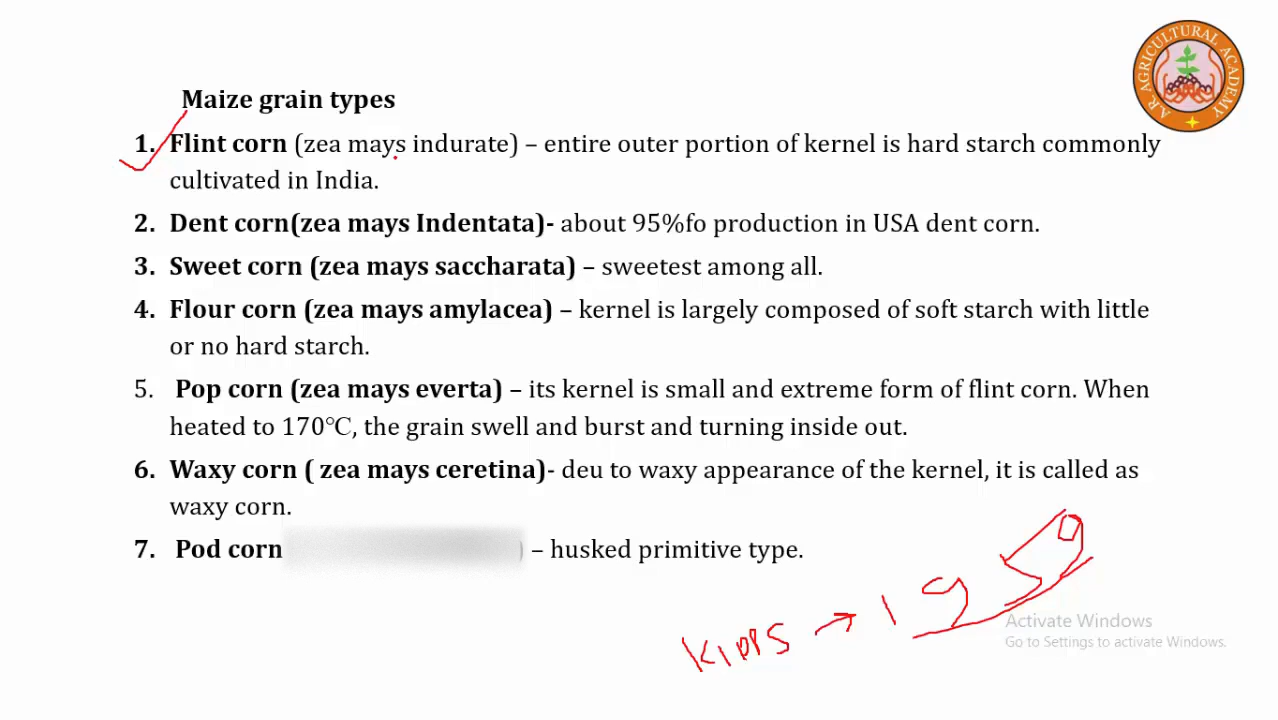 A.R. AGRICULTURAL ACADEMY
Maize grain types
1. Flint corn (zea mays indurate) – entire outer portion of kernel is hard starch commonly
cultivated in India.
2. Dent corn(zea mays Indentata)- about 95%fo production in USA dent corn.
3. Sweet corn (zea mays saccharata) – sweetest among all.
4. Flour corn (zea mays amylacea) – kernel is largely composed of soft starch with little
or no hard starch.
5. Pop corn (zea mays everta) – its kernel is small and extreme form of flint corn. When
heated to 170℃, the grain swell and burst and turning inside out.
6. Waxy corn ( zea mays ceretina)- deu to waxy appearance of the kernel, it is called as
waxy corn.
7. Pod corn ) – husked primitive type.
→ 195
Activate Windows
Go to Settings to activate Windows.